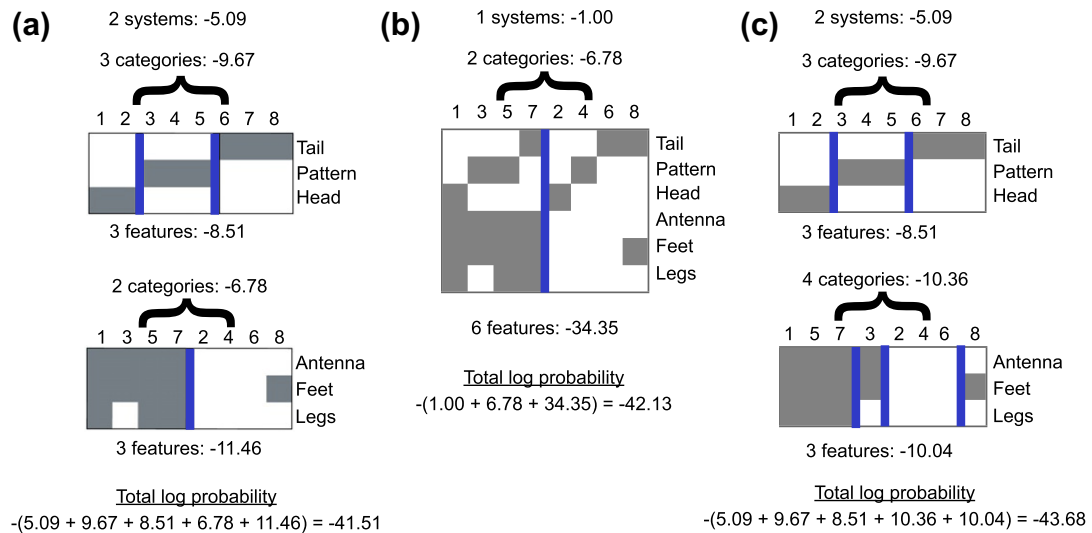 (a)
2 systems: -5.09
3 categories: -9.67
1 2 3 4 5 6 7 8
Tail
Pattern
Head
3 features: -8.51
2 categories: -6.78
1 3 5 7 2 4 6 8
Antenna
Feet
Legs
3 features: -11.46
Total log probability
-(5.09 + 9.67 + 8.51 + 6.78 + 11.46) = -41.51
(b)
1 systems: -1.00
2 categories: -6.78
1 3 5 7 2 4 6 8
Tail
Pattern
Head
Antenna
Feet
Legs
6 features: -34.35
Total log probability
-(1.00 + 6.78 + 34.35) = -42.13
(c)
2 systems: -5.09
3 categories: -9.67
1 2 3 4 5 6 7 8
Tail
Pattern
Head
3 features: -8.51
4 categories: -10.36
1 5 7 3 2 4 6 8
Antenna
Feet
Legs
3 features: -10.04
Total log probability
-(5.09 + 9.67 + 8.51 + 10.36 + 10.04) = -43.68